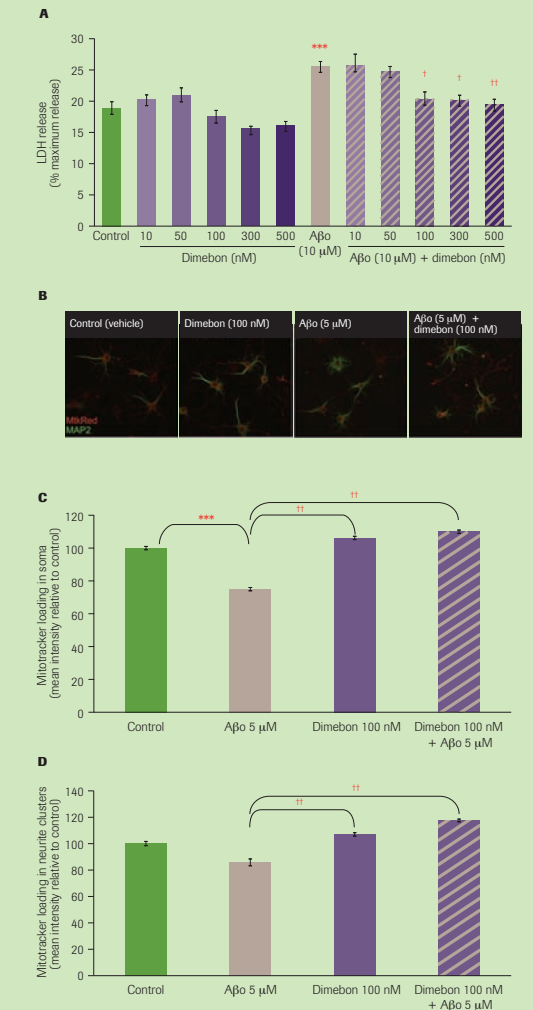 A
LDH release
(% maximum release)
30
25
20
15
10
5
0
***
†
†
††
Control
10
50
100
300
500
Aβo
(10 μM)
10
50
100
300
500
Dimebon (nM)
Aβo (10 μM) + dimebon (nM)
B
Control (vehicle)
Dimebon (100 nM)
Aβo (5 μM)
Aβo (5 μM) +
dimebon (100 nM)
MtkRed
MAP2
C
Mitotracker loading in soma
(mean intensity relative to control)
120
100
80
60
40
20
0
***
††
††
Control
Aβo 5 μM
Dimebon 100 nM
Dimebon 100 nM
+ Aβo 5 μM
D
Mitotracker loading in neurite clusters
(mean intensity relative to control)
140
120
100
80
60
40
20
0
††
††
Control
Aβo 5 μM
Dimebon 100 nM
Dimebon 100 nM
+ Aβo 5 μM